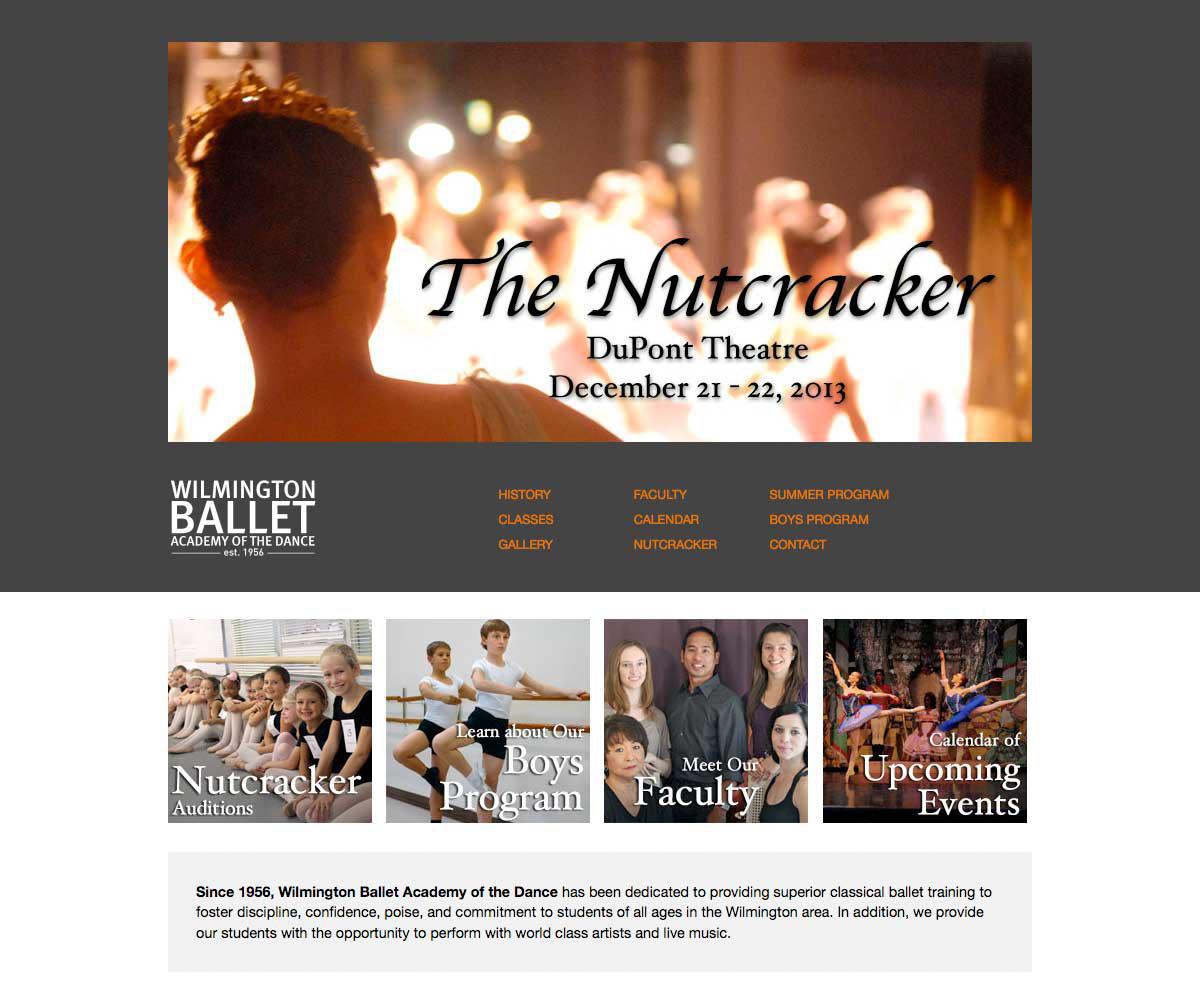 The Nutcracker
DuPont Theatre
December 21 - 22, 2013
WILMINGTON
BALLET
ACADEMY OF THE DANCE
est. 1956
HISTORY
CLASSES
GALLERY
FACULTY
CALENDAR
NUTCRACKER
SUMMER PROGRAM
BOYS PROGRAM
CONTACT
Nutcracker
Auditions
Learn about Our
Boys
Program
Meet Our
Faculty
Calendar of
Upcoming
Events
Since 1956, Wilmington Ballet Academy of the Dance has been dedicated to providing superior classical ballet training to
foster discipline, confidence, poise, and commitment to students of all ages in the Wilmington area. In addition, we provide
our students with the opportunity to perform with world class artists and live music.